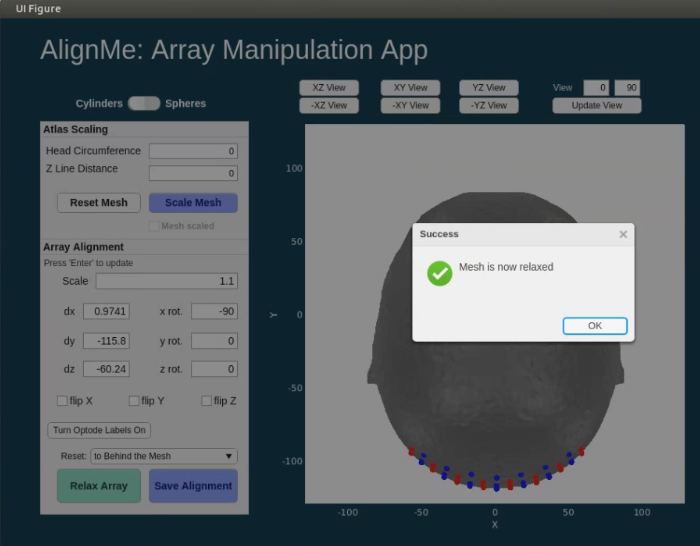 UI Figure
AlignMe: Array Manipulation App
Cylinders Spheres
XZ View XY View YZ View View 0 90
-XZ View -XY View -YZ View Update View
Atlas Scaling
Head Circumference 0
Z Line Distance 0
Reset Mesh Scale Mesh
Mesh scaled
Array Alignment
Press 'Enter' to update
Scale 1.1
dx 0.9741 x rot. -90
dy -115.8 y rot. 0
dz -60.24 z rot. 0
flip X flip Y flip Z
Turn Optode Labels On
Reset: to Behind the Mesh
Relax Array Save Alignment
100
50
0
-50
-100
Y
-100 -50 0 50 100
X
Success
Mesh is now relaxed
OK